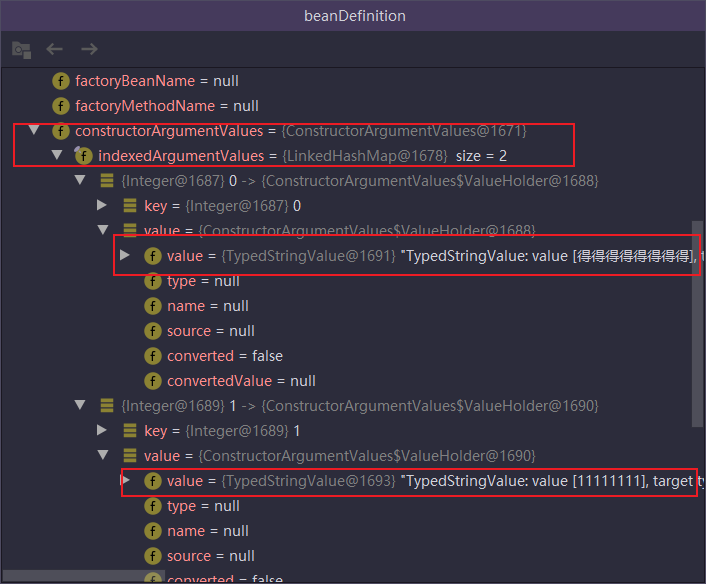 beanDefinition
f factoryBeanName = null
f factoryMethodName = null
f constructorArgumentValues = {ConstructorArgumentValues@1671}
f indexedArgumentValues = {LinkedHashMap@1678} size = 2
{Integer@1687} 0 -> {ConstructorArgumentValues$ValueHolder@1688}
key = {Integer@1687} 0
value = {ConstructorArgumentValues$ValueHolder@1688}
f value = {TypedStringValue@1691} "TypedStringValue: value [得得得得得得得得], t
f type = null
f name = null
f source = null
f converted = false
f convertedValue = null
{Integer@1689} 1 -> {ConstructorArgumentValues$ValueHolder@1690}
key = {Integer@1689} 1
value = {ConstructorArgumentValues$ValueHolder@1690}
f value = {TypedStringValue@1693} "TypedStringValue: value [11111111], target ty
f type = null
f name = null
f source = null
f converted = false